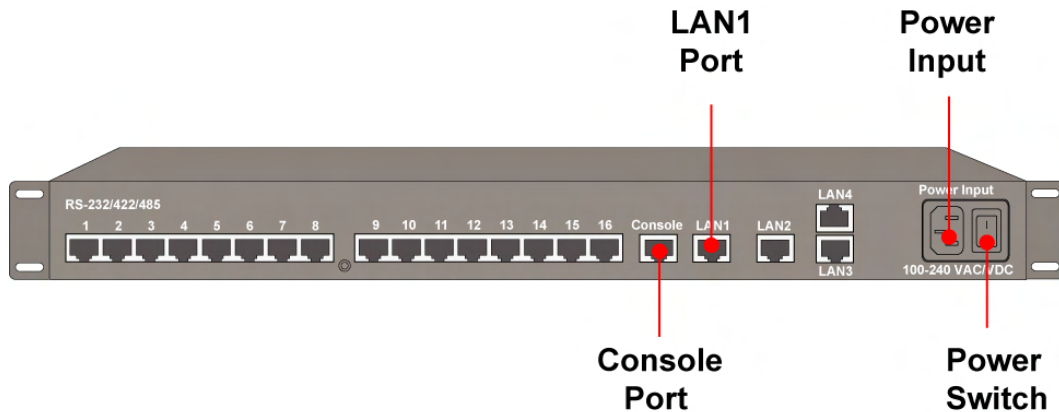 LAN1
Port
Power
Input
RS-232/422/485
1 2 3 4 5 6 7 8
9 10 11 12 13 14 15 16
Console
LAN1
LAN2
LAN4
LAN3
Power Input
100-240 VAC/VDC
Console
Port
Power
Switch